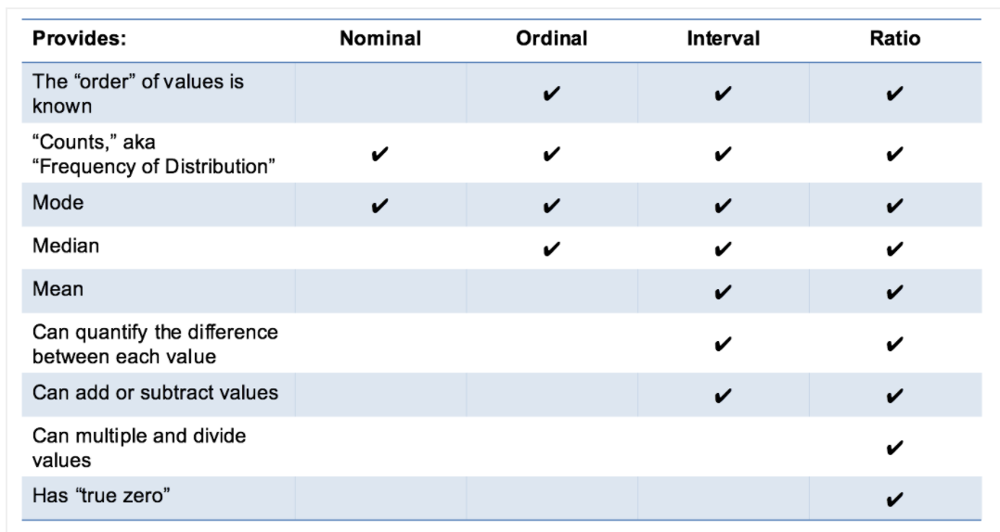 Provides: Nominal Ordinal Interval Ratio
The “order” of values is
known ✔ ✔ ✔
“Counts,” aka
“Frequency of Distribution” ✔ ✔ ✔ ✔
Mode ✔ ✔ ✔ ✔
Median ✔ ✔ ✔
Mean ✔ ✔
Can quantify the difference
between each value ✔ ✔
Can add or subtract values ✔ ✔
Can multiple and divide
values ✔
Has “true zero” ✔